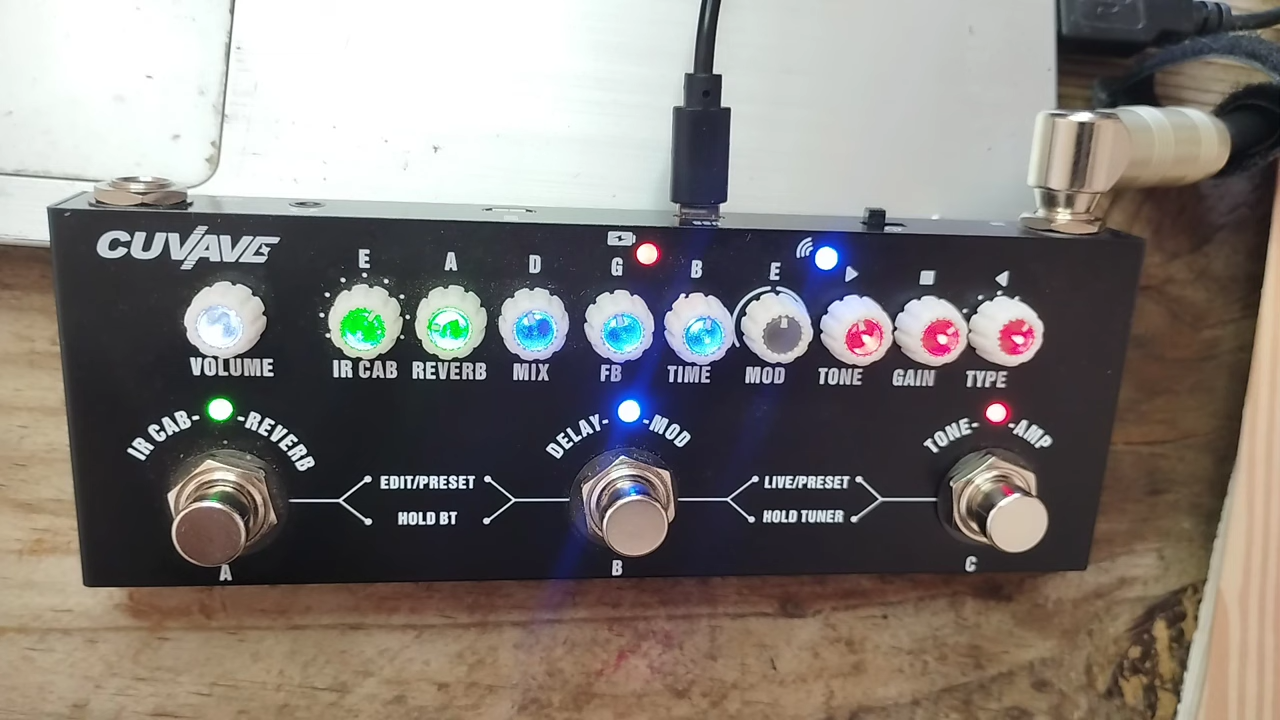 CUVAVE
E A D G B E
VOLUME IR CAB REVERB MIX FB TIME MOD TONE GAIN TYPE
IR CAB- -REVERB DELAY- -MOD TONE- -AMP
EDIT/PRESET LIVE/PRESET
HOLD BT HOLD TUNER
A B C